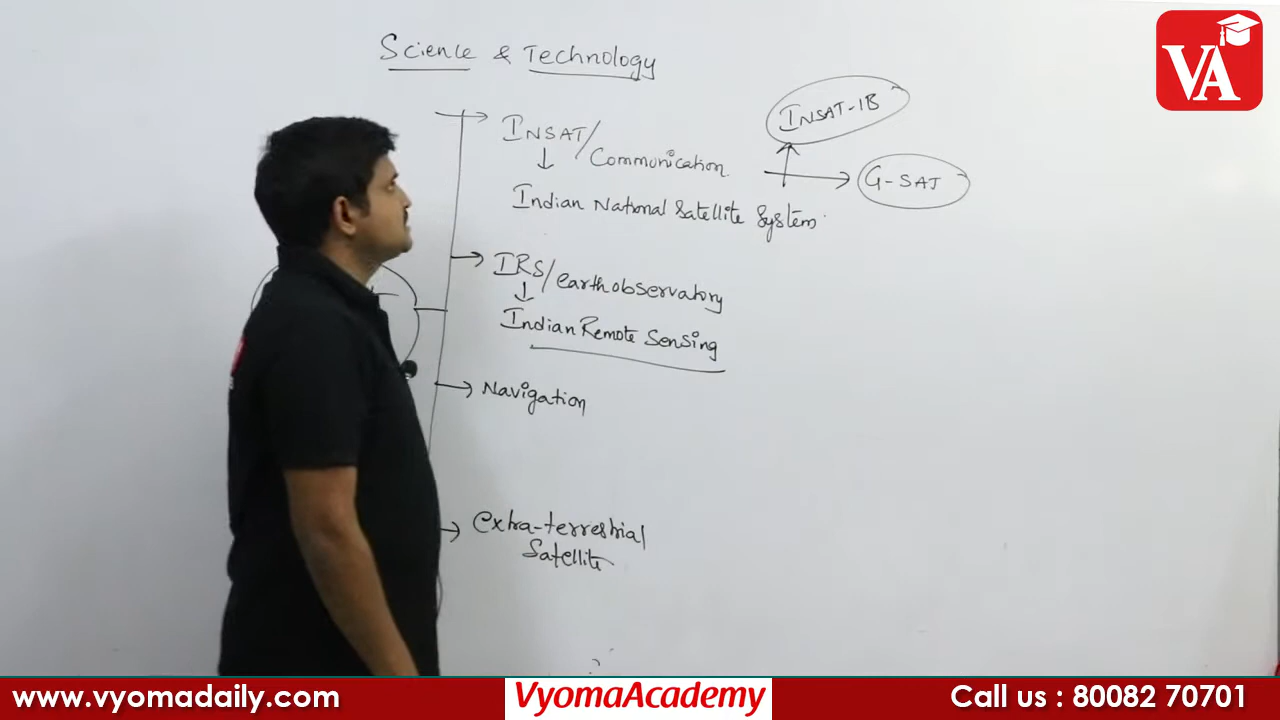 Science & Technology
VA
INSAT-1B
INSAT/
Communication
G-SAT
Indian National Satellite System
IRS/earth observatory
Indian Remote Sensing
Navigation
extra-terrestrial
Satellite
www.vyomadaily.com
VyomaAcademy
Call us : 80082 70701